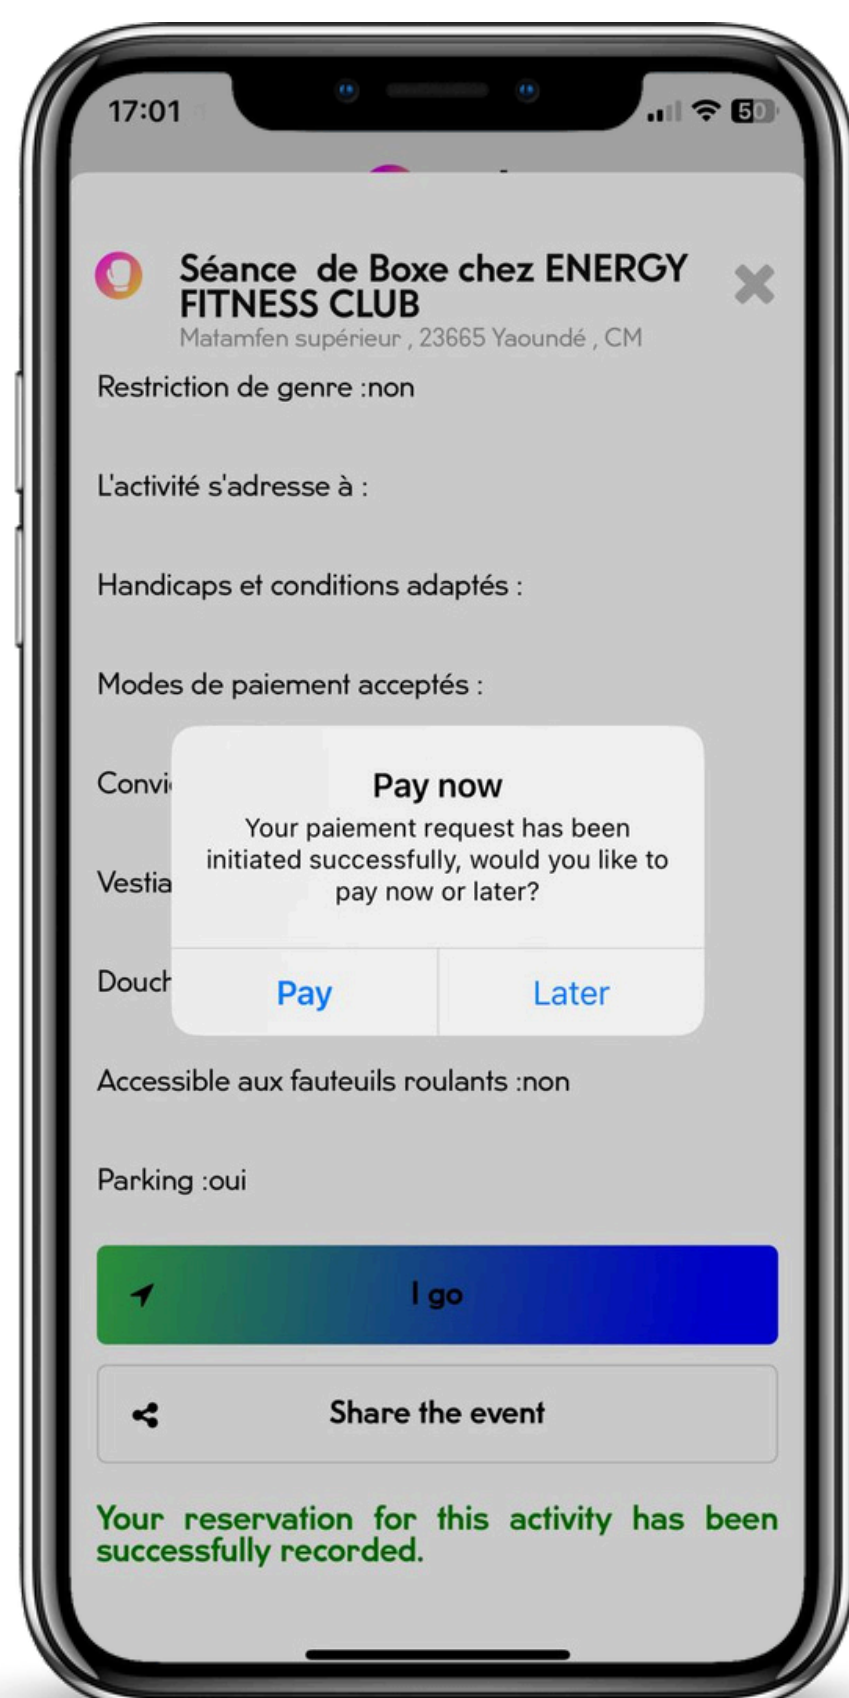 17:01
50
Séance de Boxe chez ENERGY
FITNESS CLUB
Matamfen supérieur , 23665 Yaoundé , CM
Restriction de genre :non
L'activité s'adresse à :
Handicaps et conditions adaptés :
Modes de paiement acceptés :
Convi
Pay now
Your paiement request has been
initiated successfully, would you like to
pay now or later?
Vestia
Douch
Pay
Later
Accessible aux fauteuils roulants :non
Parking :oui
I go
Share the event
Your reservation for this activity has been
successfully recorded.